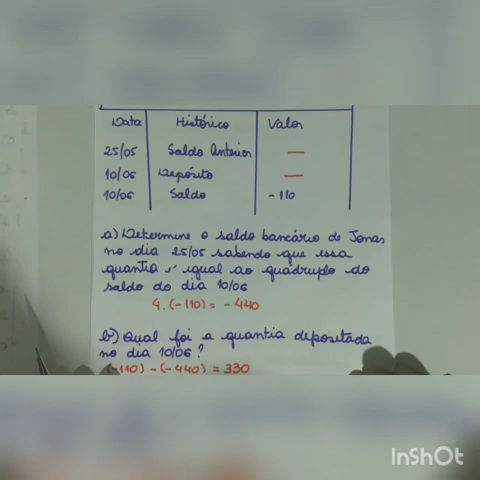 Data Histórico Valor
25/05 Saldo Anterior —
10/06 Depósito —
10/06 Saldo -110
a) Determine o saldo bancário de Jonas
no dia 25/05 sabendo que essa
quantia é igual ao quádruplo do
saldo do dia 10/06
4.(-110) = -440
b) Qual foi a quantia depositada
no dia 10/06?
(-110) - (-440) = 330
InShOt